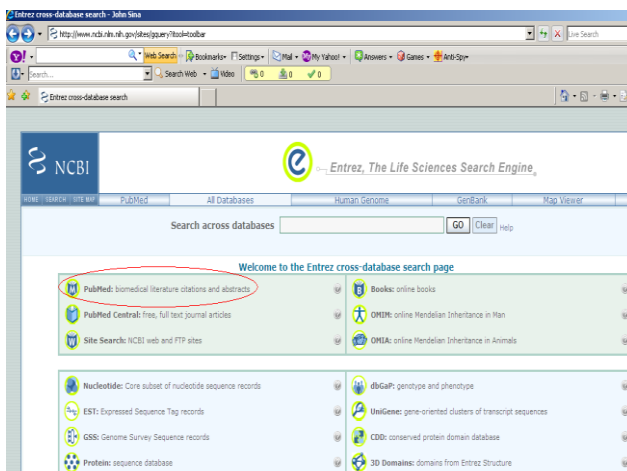 Entrez cross-database search - John Sina
http://www.ncbi.nlm.nih.gov/sites/gquery?itool=toolbar
Live Search
Web Search Bookmarks Settings Mail My Yahoo! Answers Games Anti-Spy
Search... Search Web Video 0 0 0
Entrez cross-database search
NCBI
Entrez, The Life Sciences Search Engine
HOME SEARCH SITE MAP PubMed All Databases Human Genome GenBank Map Viewer
Search across databases GO Clear Help
Welcome to the Entrez cross-database search page
PubMed: biomedical literature citations and abstracts
Books: online books
PubMed Central: free, full text journal articles
OMIM: online Mendelian Inheritance in Man
Site Search: NCBI web and FTP sites
OMIA: online Mendelian Inheritance in Animals
Nucleotide: Core subset of nucleotide sequence records
dbGaP: genotype and phenotype
EST: Expressed Sequence Tag records
UniGene: gene-oriented clusters of transcript sequences
GSS: Genome Survey Sequence records
CDD: conserved protein domain database
Protein: sequence database
3D Domains: domains from Entrez Structure